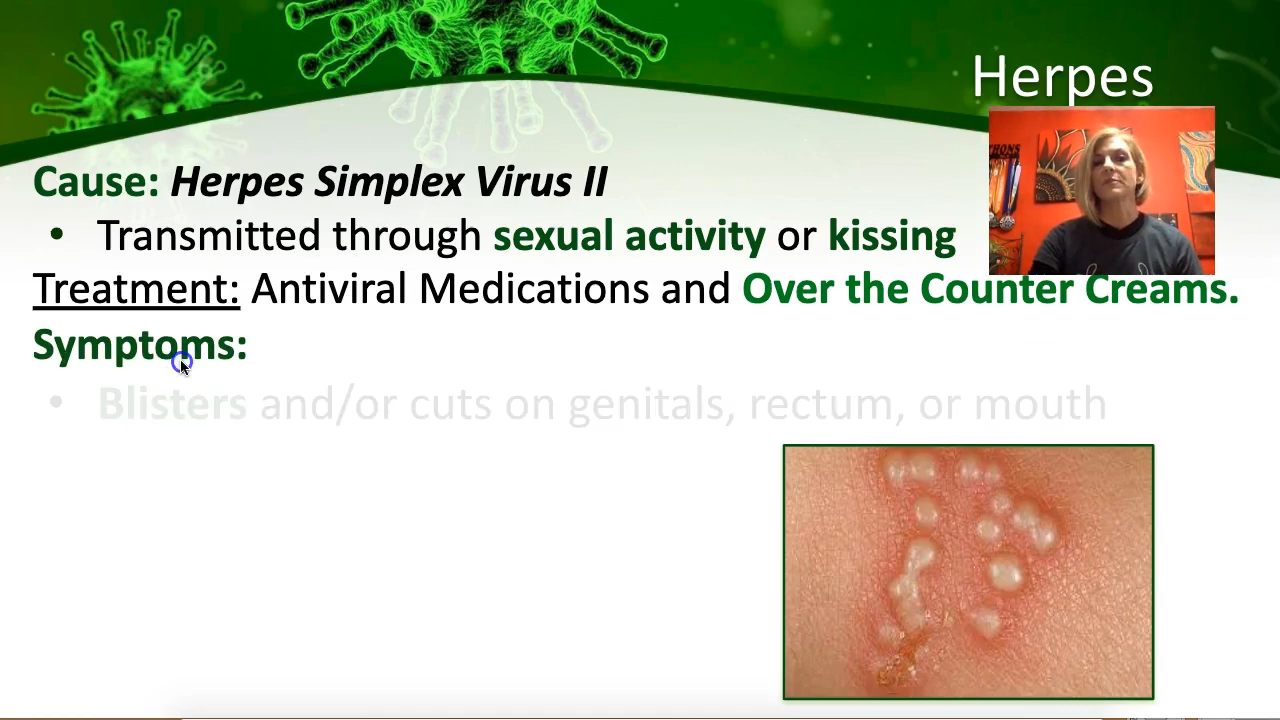 Herpes
Cause: Herpes Simplex Virus II
• Transmitted through sexual activity or kissing
Treatment: Antiviral Medications and Over the Counter Creams.
Symptoms:
• Blisters and/or cuts on genitals, rectum, or mouth